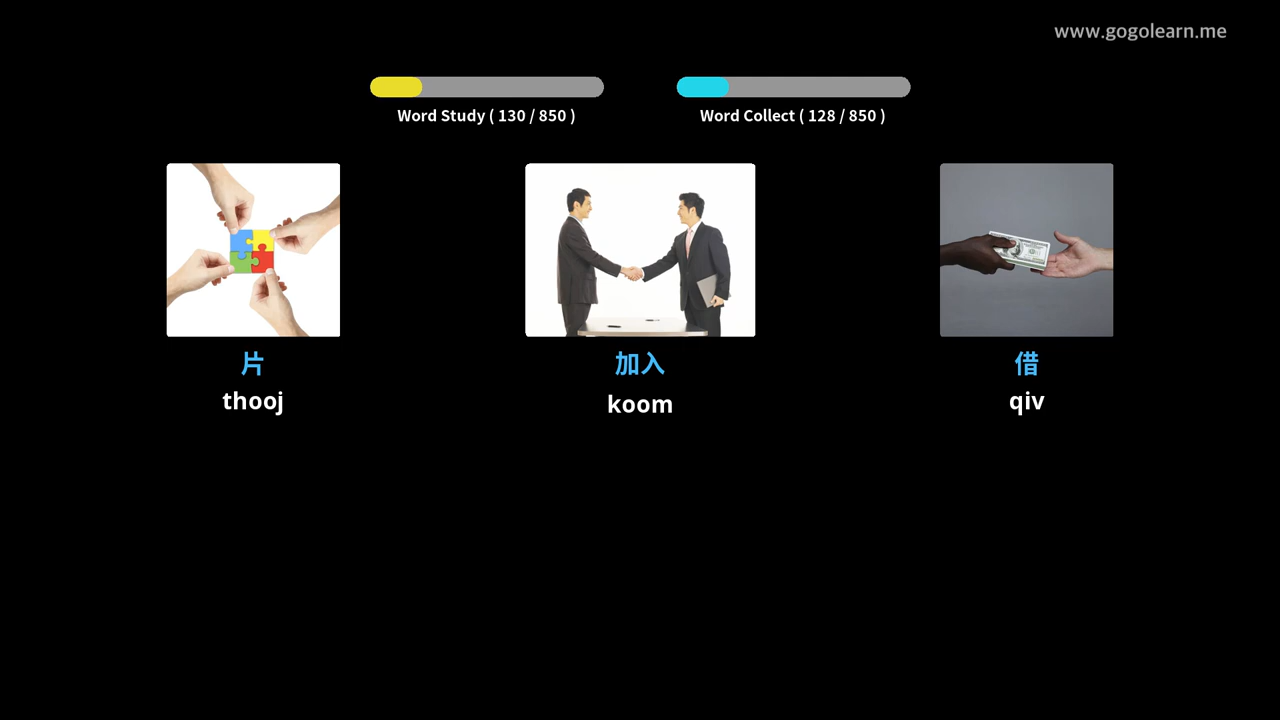 www.gogolearn.me
Word Study ( 130 / 850 )
Word Collect ( 128 / 850 )
片
thooj
加入
koom
借
qiv